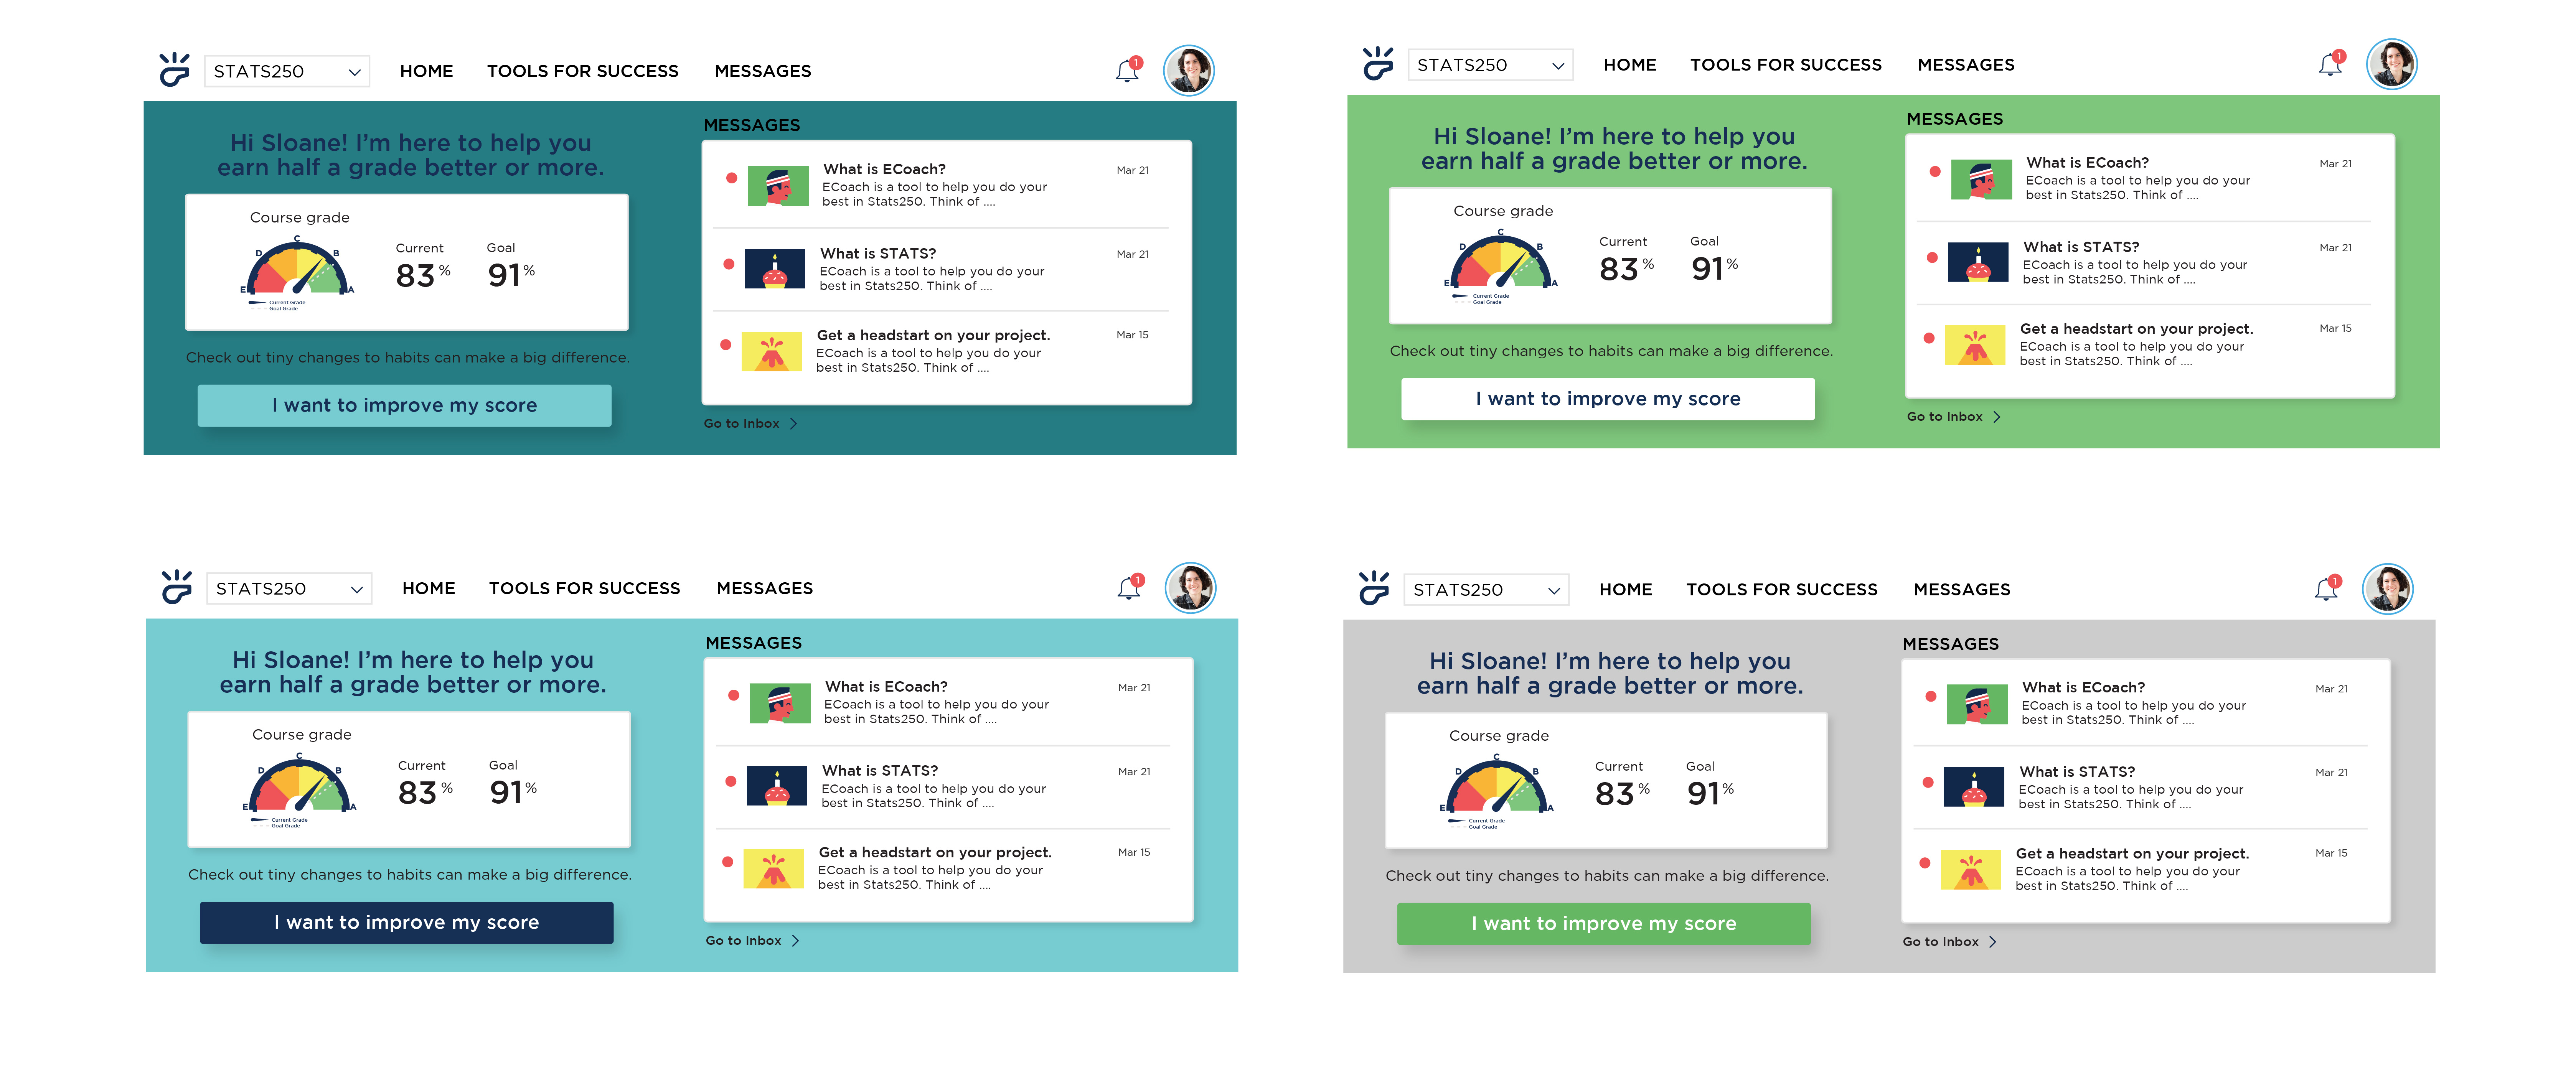 STATS250
HOME
TOOLS FOR SUCCESS
MESSAGES
1
Hi Sloane! I’m here to help you
earn half a grade better or more.
Course grade
C
D
B
E
A
Current Grade
Goal Grade
Current
83%
Goal
91%
Check out tiny changes to habits can make a big difference.
I want to improve my score
MESSAGES
What is ECoach?
Mar 21
ECoach is a tool to help you do your
best in Stats250. Think of ....
What is STATS?
Mar 21
ECoach is a tool to help you do your
best in Stats250. Think of ....
Get a headstart on your project.
Mar 15
ECoach is a tool to help you do your
best in Stats250. Think of ....
Go to Inbox
STATS250
HOME
TOOLS FOR SUCCESS
MESSAGES
1
Hi Sloane! I’m here to help you
earn half a grade better or more.
Course grade
C
D
B
E
A
Current Grade
Goal Grade
Current
83%
Goal
91%
Check out tiny changes to habits can make a big difference.
I want to improve my score
MESSAGES
What is ECoach?
Mar 21
ECoach is a tool to help you do your
best in Stats250. Think of ....
What is STATS?
Mar 21
ECoach is a tool to help you do your
best in Stats250. Think of ....
Get a headstart on your project.
Mar 15
ECoach is a tool to help you do your
best in Stats250. Think of ....
Go to Inbox
STATS250
HOME
TOOLS FOR SUCCESS
MESSAGES
1
Hi Sloane! I’m here to help you
earn half a grade better or more.
Course grade
C
D
B
E
A
Current Grade
Goal Grade
Current
83%
Goal
91%
Check out tiny changes to habits can make a big difference.
I want to improve my score
MESSAGES
What is ECoach?
Mar 21
ECoach is a tool to help you do your
best in Stats250. Think of ....
What is STATS?
Mar 21
ECoach is a tool to help you do your
best in Stats250. Think of ....
Get a headstart on your project.
Mar 15
ECoach is a tool to help you do your
best in Stats250. Think of ....
Go to Inbox
STATS250
HOME
TOOLS FOR SUCCESS
MESSAGES
1
Hi Sloane! I’m here to help you
earn half a grade better or more.
Course grade
C
D
B
E
A
Current Grade
Goal Grade
Current
83%
Goal
91%
Check out tiny changes to habits can make a big difference.
I want to improve my score
MESSAGES
What is ECoach?
Mar 21
ECoach is a tool to help you do your
best in Stats250. Think of ....
What is STATS?
Mar 21
ECoach is a tool to help you do your
best in Stats250. Think of ....
Get a headstart on your project.
Mar 15
ECoach is a tool to help you do your
best in Stats250. Think of ....
Go to Inbox